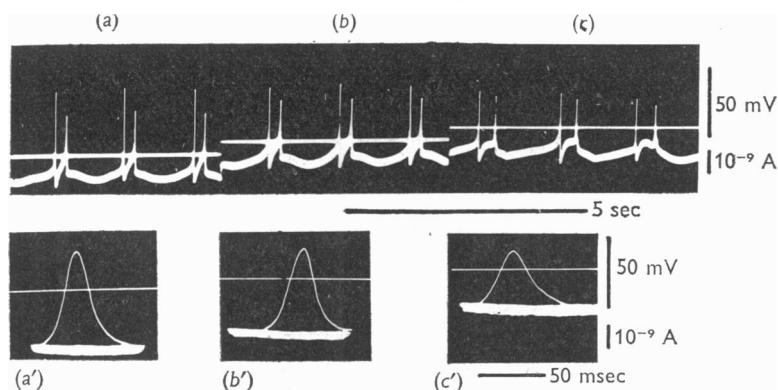 (a) (b) (c)
50 mV
10⁻⁹ A
5 sec
50 mV
10⁻⁹ A
(a′) (b′) (c′) 50 msec